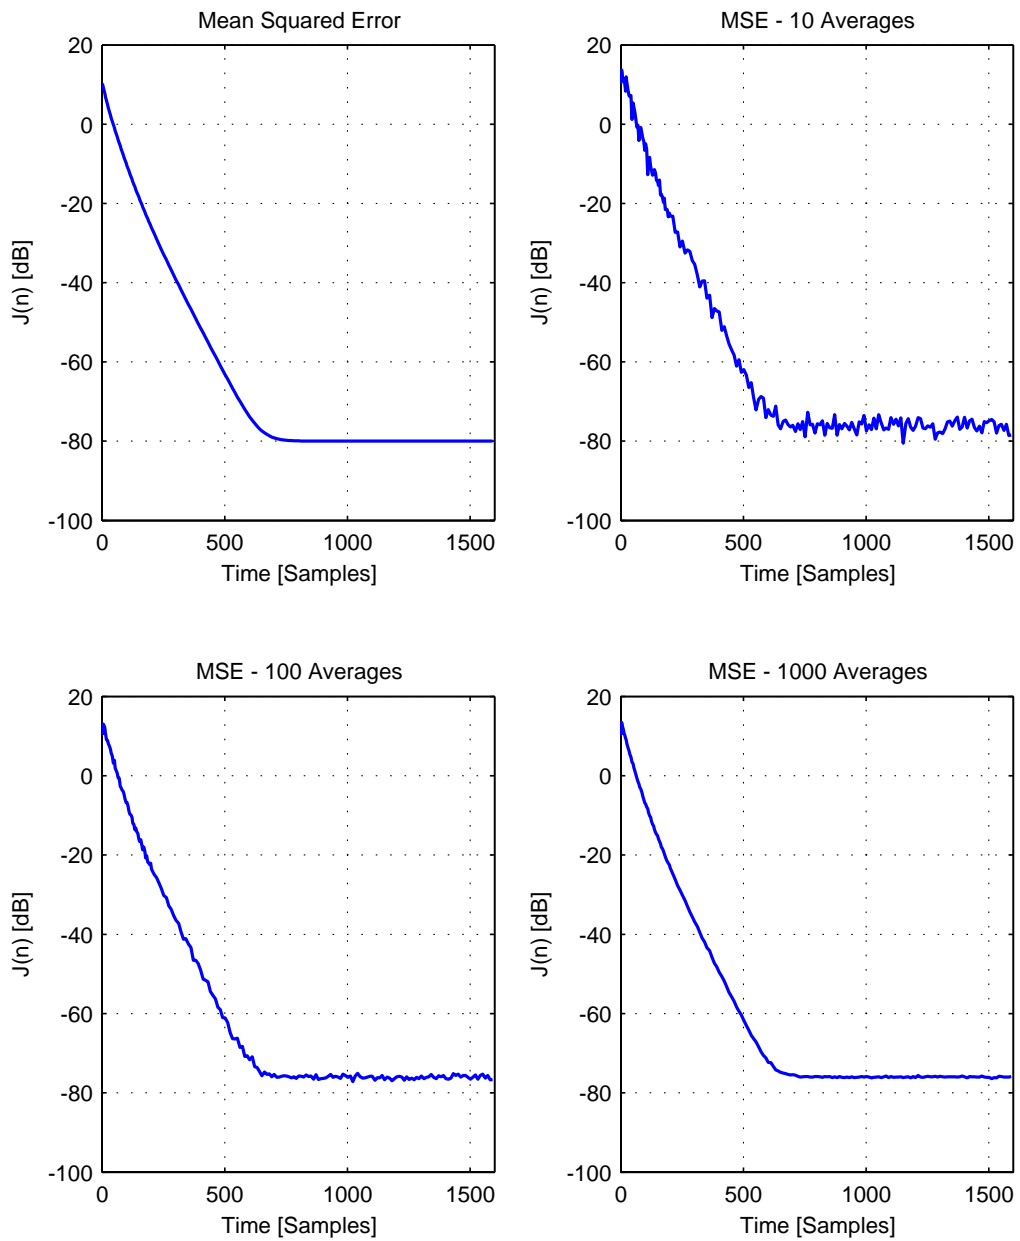 Mean Squared Error
20
0
-20
-40
-60
-80
-100
J(n) [dB]
0 500 1000 1500
Time [Samples]
MSE - 10 Averages
20
0
-20
-40
-60
-80
-100
J(n) [dB]
0 500 1000 1500
Time [Samples]
MSE - 100 Averages
20
0
-20
-40
-60
-80
-100
J(n) [dB]
0 500 1000 1500
Time [Samples]
MSE - 1000 Averages
20
0
-20
-40
-60
-80
-100
J(n) [dB]
0 500 1000 1500
Time [Samples]